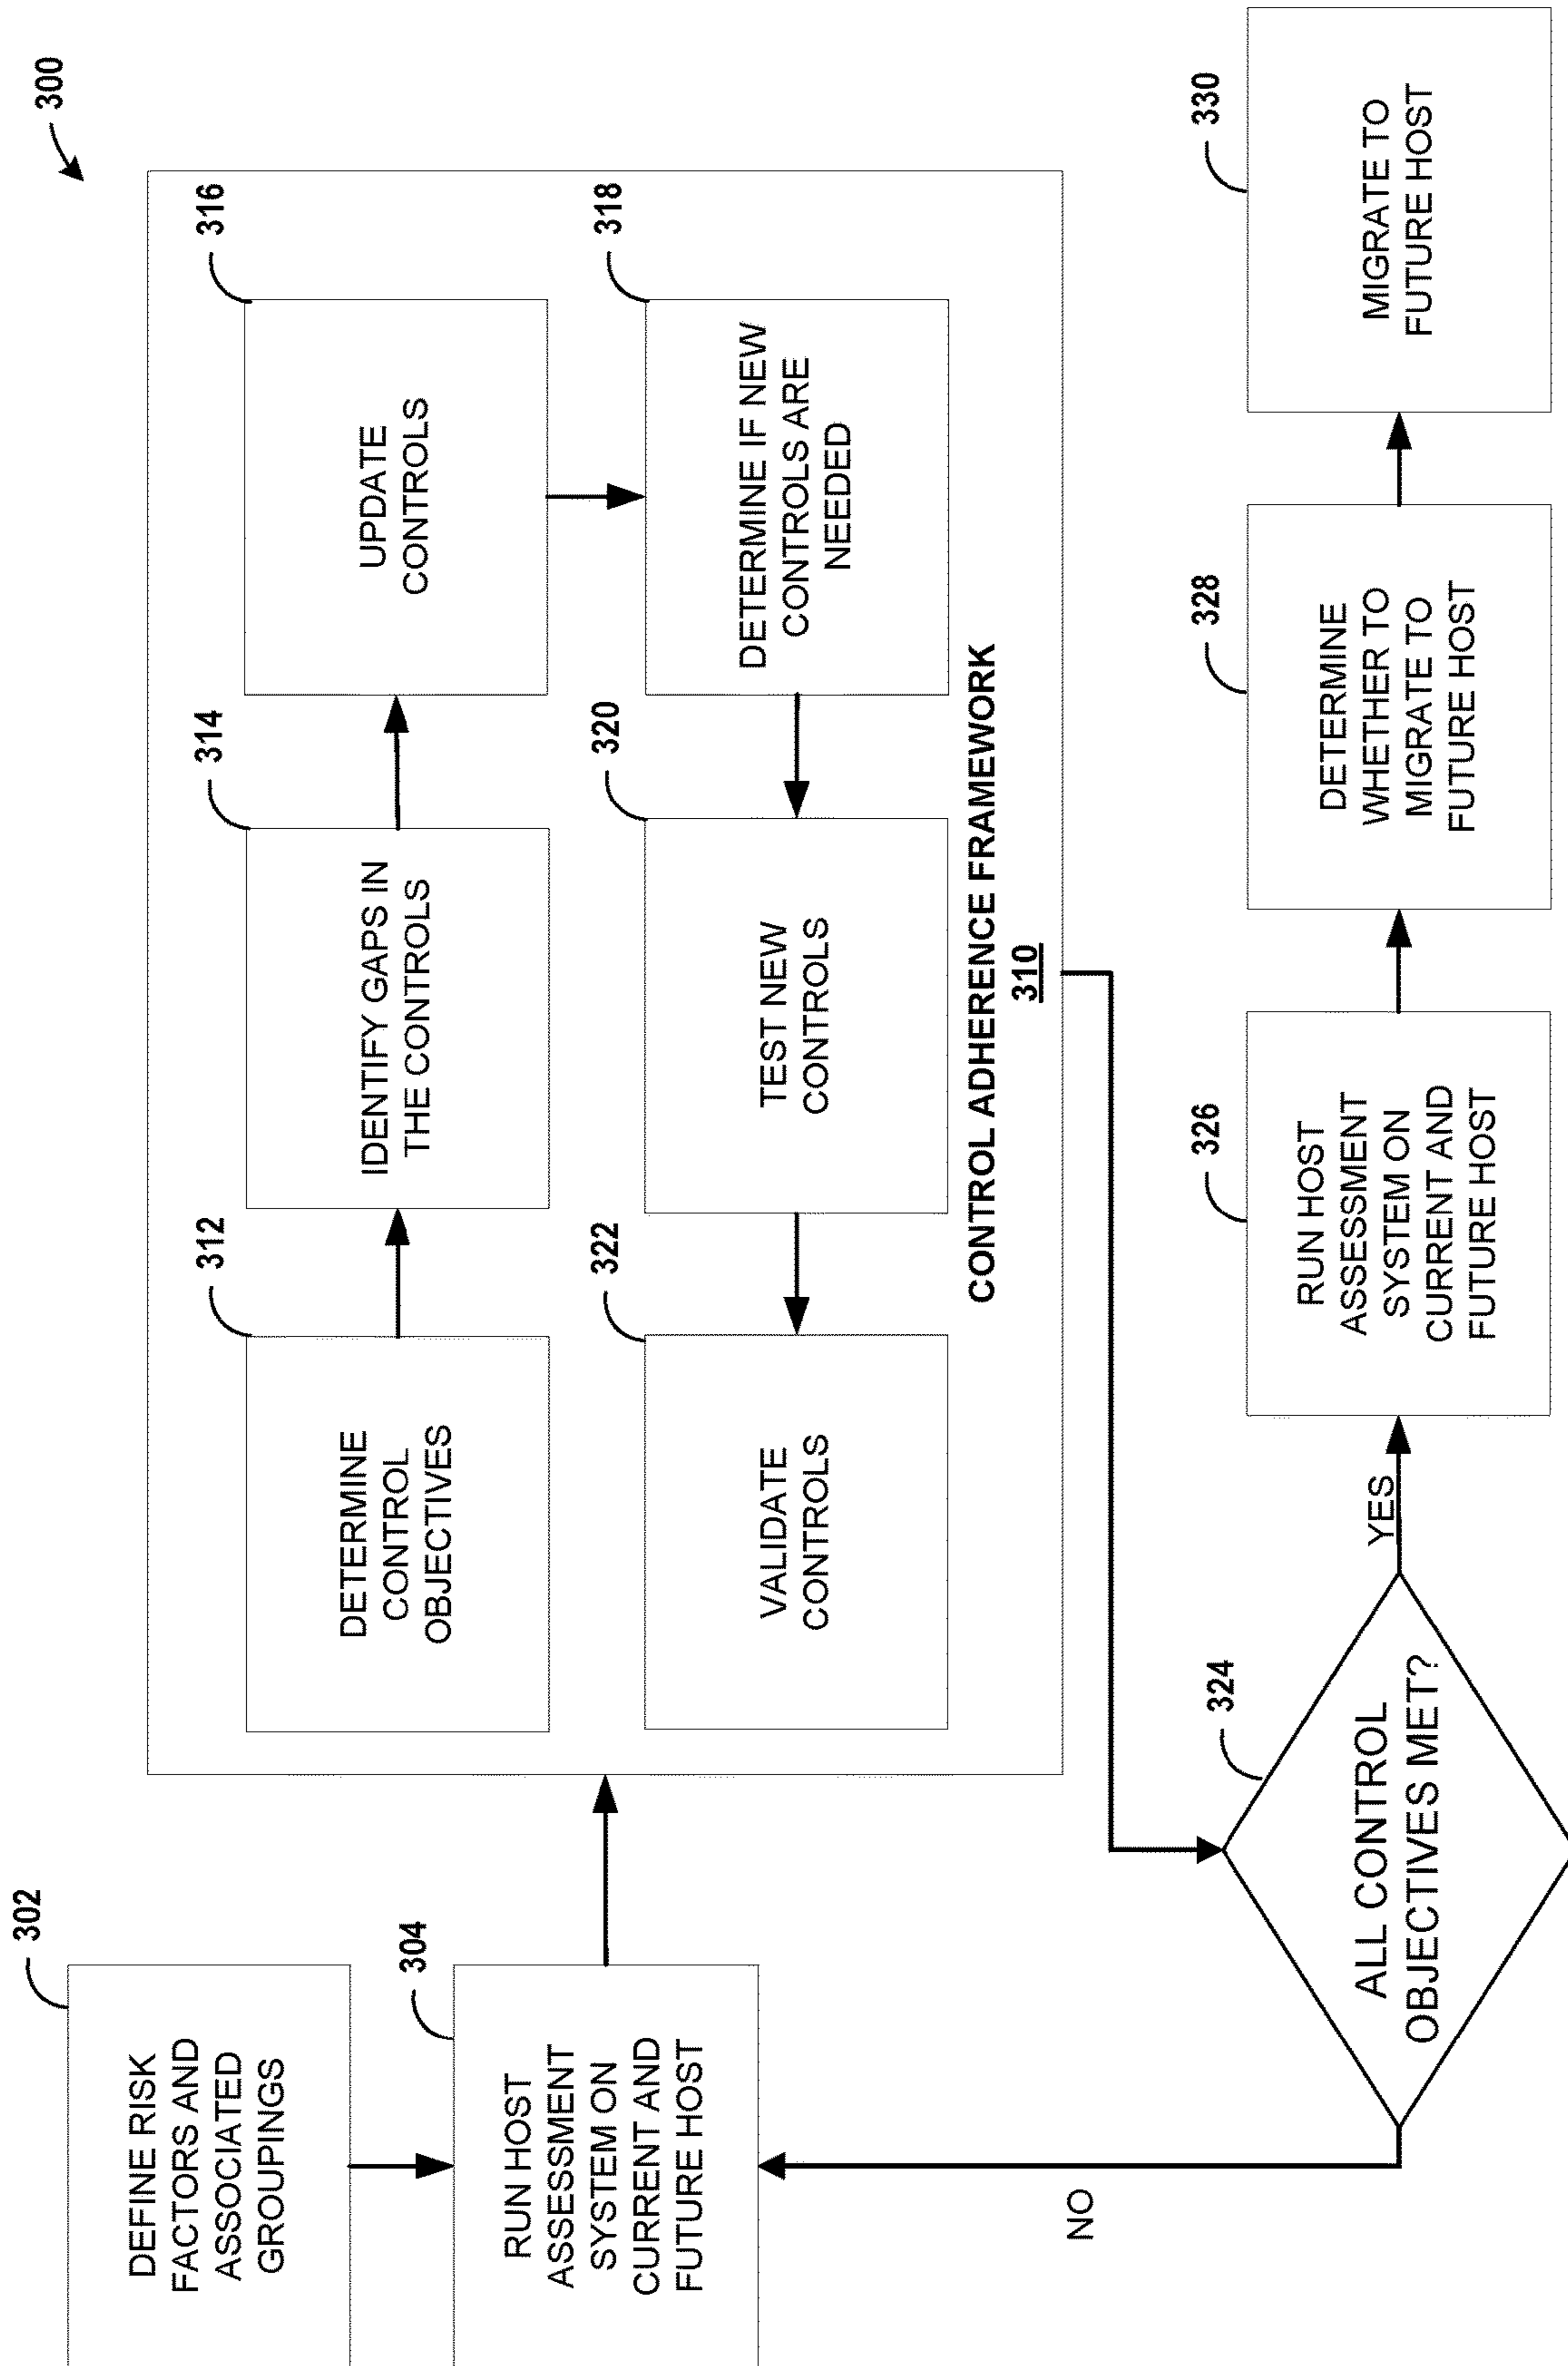 300
302
DEFINE RISK
FACTORS AND
ASSOCIATED
GROUPINGS
304
RUN HOST
ASSESSMENT
SYSTEM ON
CURRENT AND
FUTURE HOST
312
DETERMINE
CONTROL
OBJECTIVES
314
IDENTIFY GAPS IN
THE CONTROLS
316
UPDATE
CONTROLS
318
DETERMINE IF NEW
CONTROLS ARE
NEEDED
320
TEST NEW
CONTROLS
322
VALIDATE
CONTROLS
CONTROL ADHERENCE FRAMEWORK
310
324
ALL CONTROL
OBJECTIVES MET?
NO
YES
326
RUN HOST
ASSESSMENT
SYSTEM ON
CURRENT AND
FUTURE HOST
328
DETERMINE
WHETHER TO
MIGRATE TO
FUTURE HOST
330
MIGRATE TO
FUTURE HOST